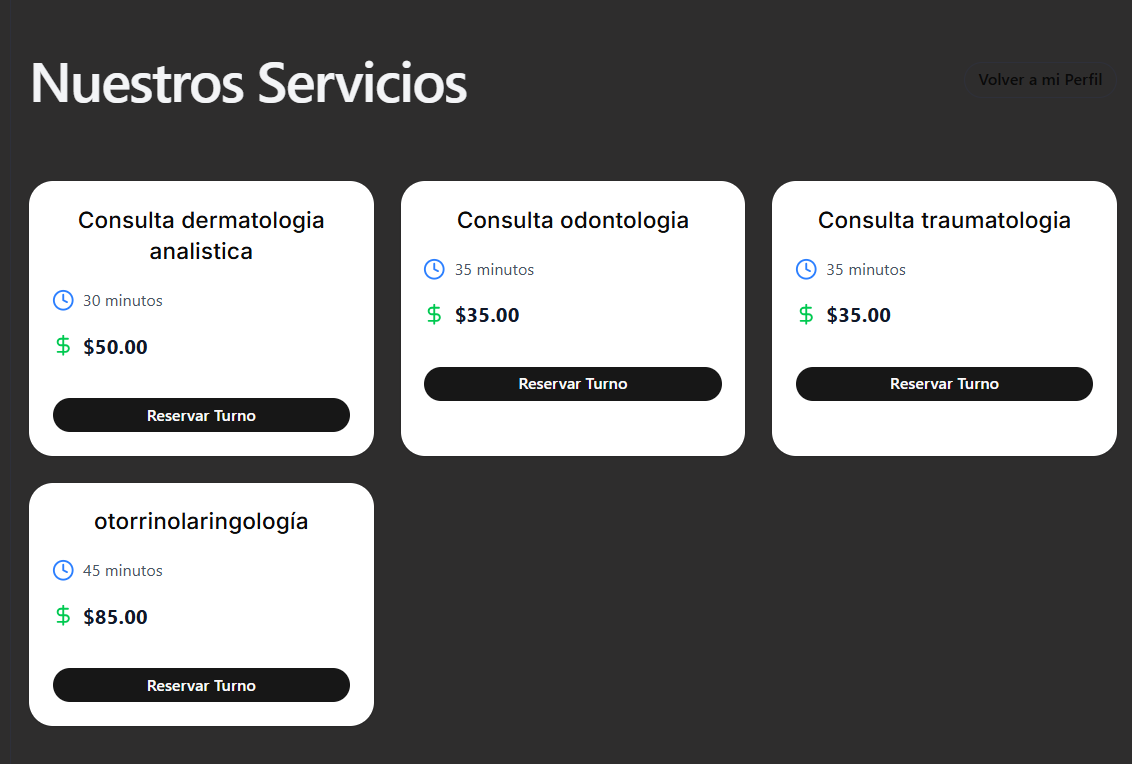 Nuestros Servicios
Volver a mi Perfil
Consulta dermatologia
analistica
30 minutos
$ $50.00
Reservar Turno
Consulta odontologia
35 minutos
$ $35.00
Reservar Turno
Consulta traumatologia
35 minutos
$ $35.00
Reservar Turno
otorrinolaringología
45 minutos
$ $85.00
Reservar Turno